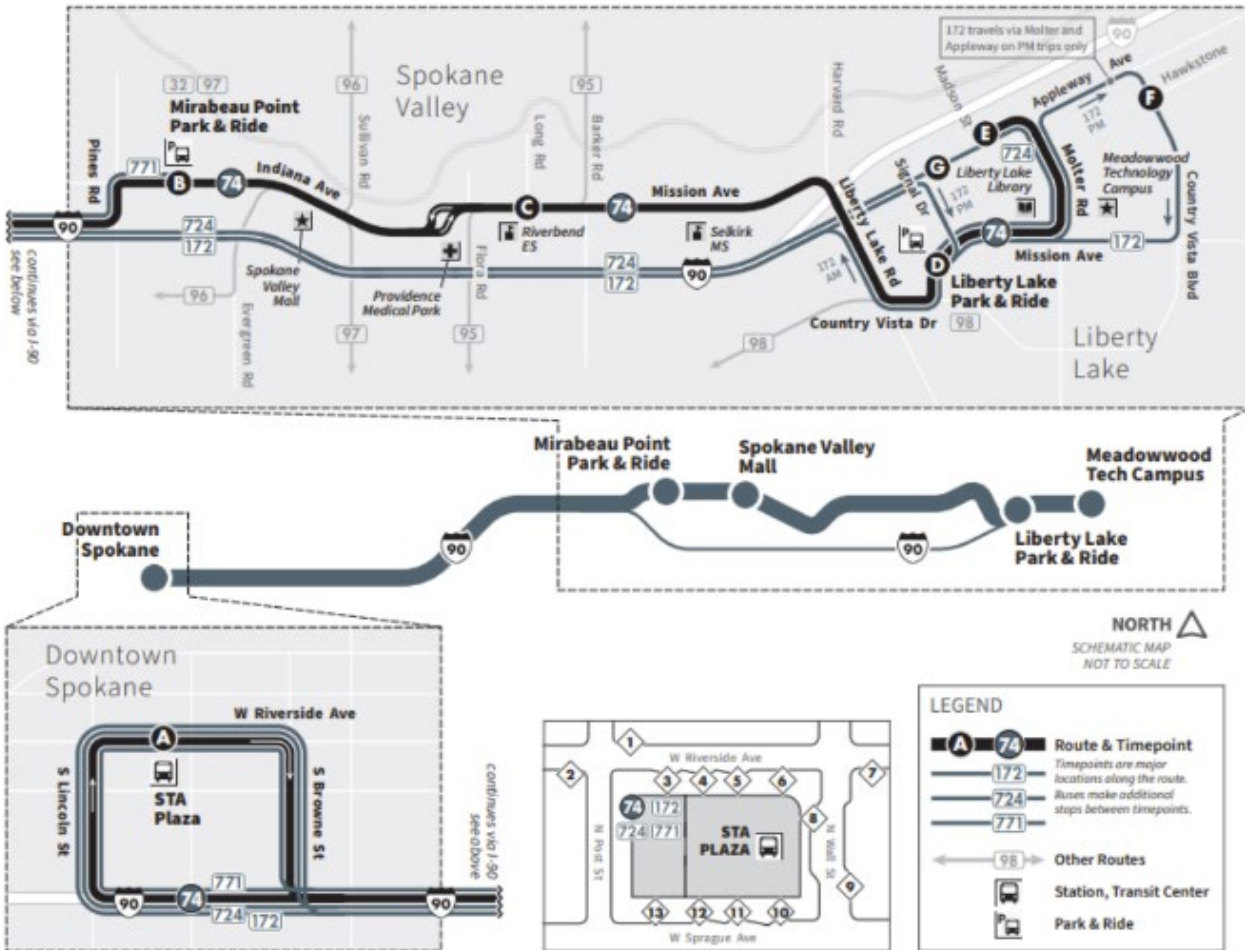 172 travels via Molter and
Appleway on PM trips only
90
Hawkstone
Spokane
Valley
32 97
96
95
Mirabeau Point
Park & Ride
Pines Rd
771
B
74
Indiana Ave
Sullivan Rd
Long Rd
Barker Rd
Harvard Rd
Madson St
Appleway Ave
172
PM
F
E
G
724
Liberty Lake
Library
Molter Rd
Meadowwood
Technology
Campus
Country Vista Blvd
Signal Dr
172
PM
C
74
Mission Ave
Riverbend
ES
Selkirk
MS
Liberty Lake Rd
P
74
Mission Ave
172
90
724
172
continues via I-90
see below
Spokane
Valley
Mall
Providence
Medical Park
Flora Rd
724
172
90
172
AM
D
Liberty Lake
Park & Ride
Country Vista Dr
98
96
Evergreen Rd
97
95
98
Liberty
Lake
Mirabeau Point
Park & Ride
Spokane Valley
Mall
Meadowwood
Tech Campus
Downtown
Spokane
90
90
Liberty Lake
Park & Ride
NORTH
SCHEMATIC MAP
NOT TO SCALE
Downtown
Spokane
W Riverside Ave
A
STA
Plaza
S Lincoln St
S Browne St
continues via I-90
see above
90
74
771
724
172
90
1
2
W Riverside Ave
3
4
5
6
7
74
172
724
771
STA
PLAZA
8
N Post St
N Wall St
9
13
12
11
10
W Sprague Ave
LEGEND
A 74 Route & Timepoint
172
Timepoints are major
locations along the route.
724
Buses make additional
stops between timepoints.
771
98 Other Routes
Station, Transit Center
P Park & Ride